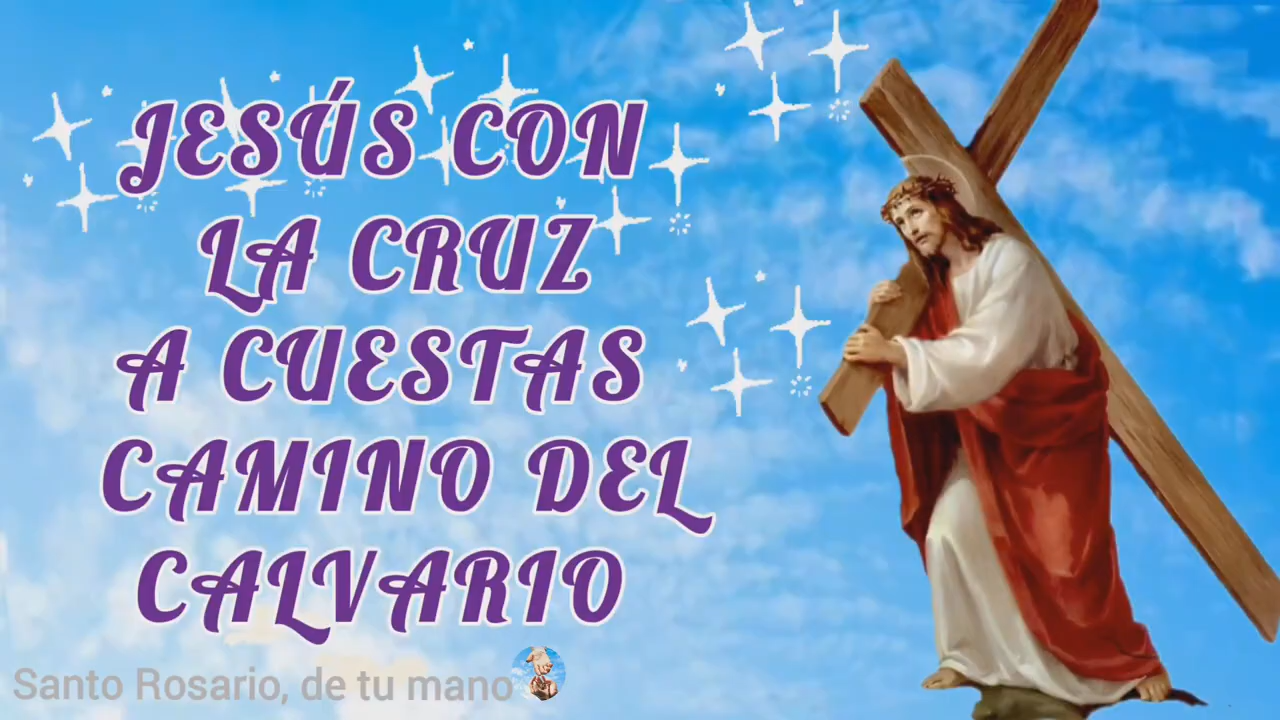 JESÚS CON
LA CRUZ
A CUESTAS
CAMINO DEL
CALVARIO
Santo Rosario, de tu mano